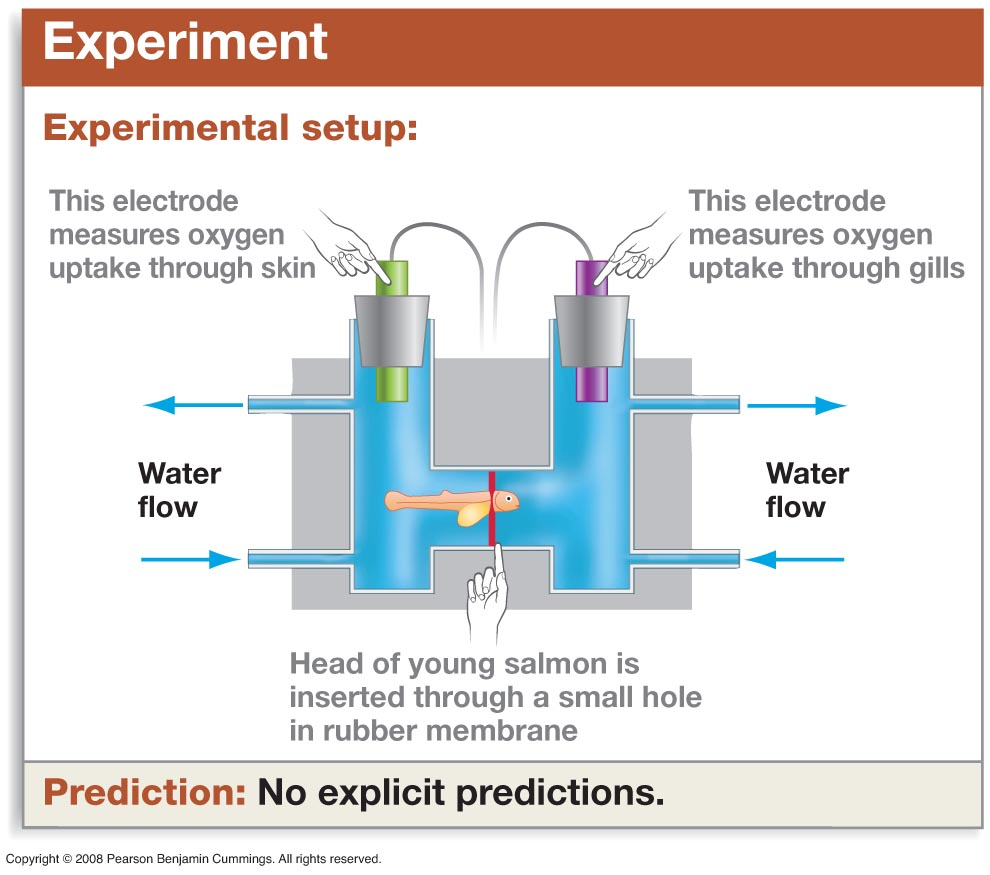 Experiment
Experimental setup:
This electrode
measures oxygen
uptake through skin
This electrode
measures oxygen
uptake through gills
Water
flow
Water
flow
Head of young salmon is
inserted through a small hole
in rubber membrane
Prediction: No explicit predictions.
Copyright © 2008 Pearson Benjamin Cummings. All rights reserved.